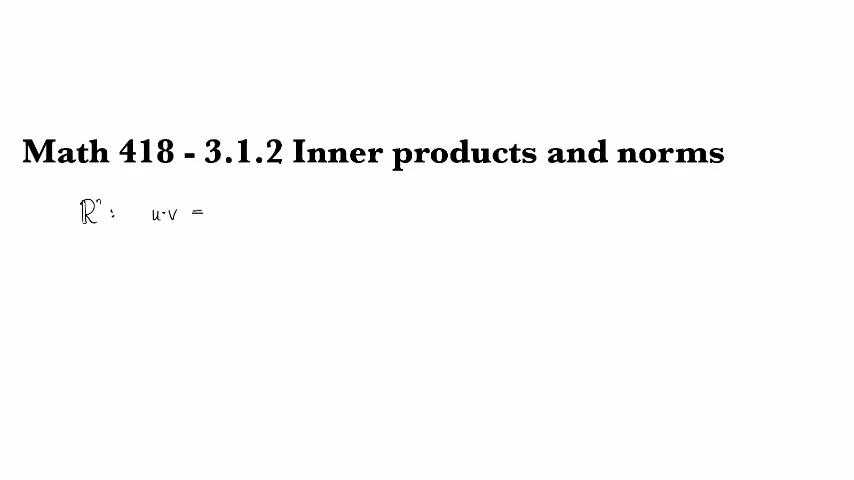 Math 418 - 3.1.2 Inner products and norms
ℝⁿ: u·v =